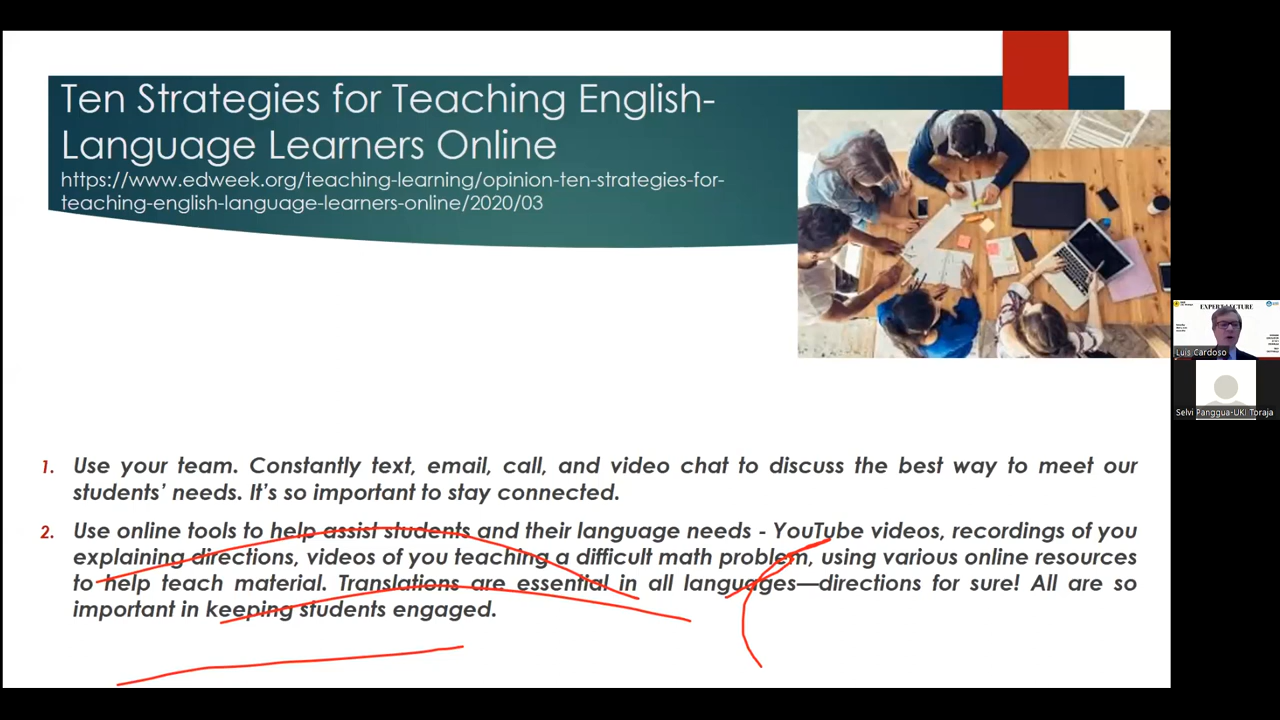 Ten Strategies for Teaching English-
Language Learners Online
https://www.edweek.org/teaching-learning/opinion-ten-strategies-for-
teaching-english-language-learners-online/2020/03
EXPERT LECTURE
Luis Cardoso
Selvi Panggua-UKI Toraja
1. Use your team. Constantly text, email, call, and video chat to discuss the best way to meet our
students’ needs. It’s so important to stay connected.
2. Use online tools to help assist students and their language needs - YouTube videos, recordings of you
explaining directions, videos of you teaching a difficult math problem, using various online resources
to help teach material. Translations are essential in all languages—directions for sure! All are so
important in keeping students engaged.